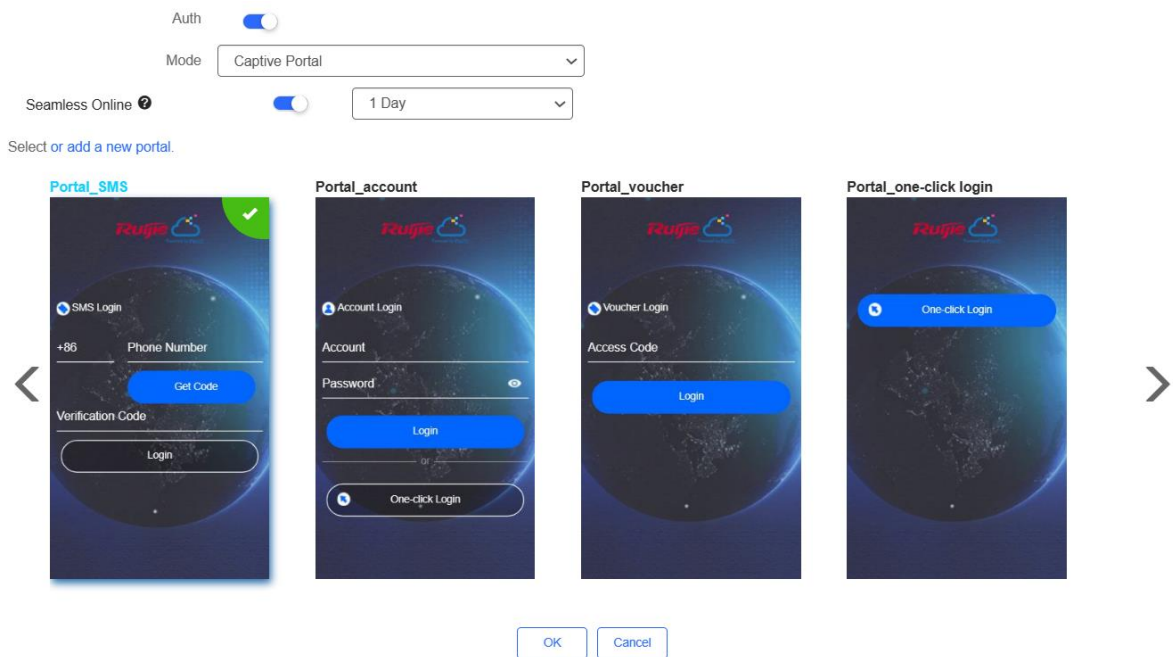 Auth
Mode Captive Portal
Seamless Online ? 1 Day
Select or add a new portal.
Portal_SMS
Ruijie
SMS Login
+86 Phone Number
Get Code
Verification Code
Login
Portal_account
Ruijie
Account Login
Account
Password
Login
or
One-click Login
Portal_voucher
Ruijie
Voucher Login
Access Code
Login
Portal_one-click login
Ruijie
One-click Login
OK Cancel